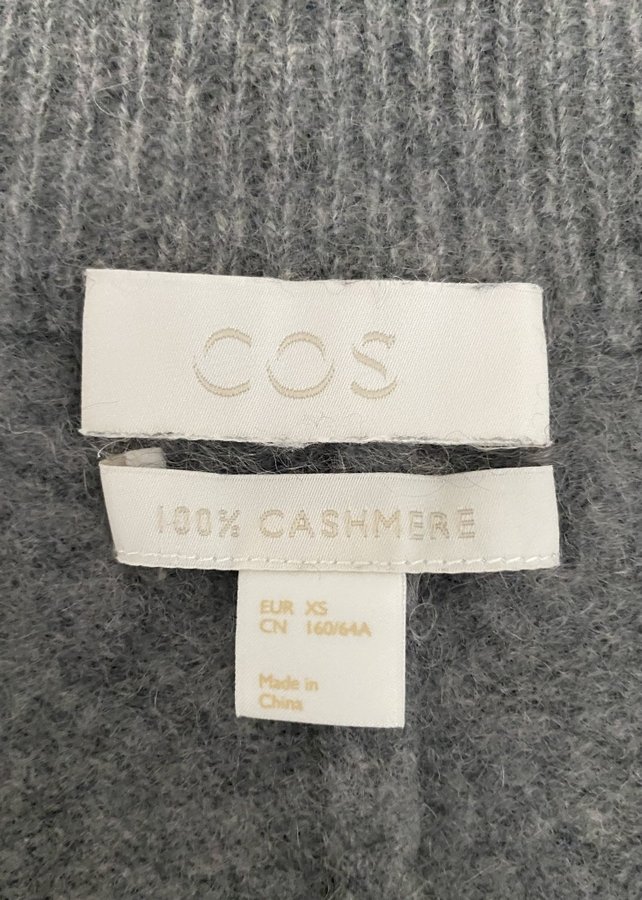 COS
100% CASHMERE
EUR XS
CN 160/64A
Made in
China